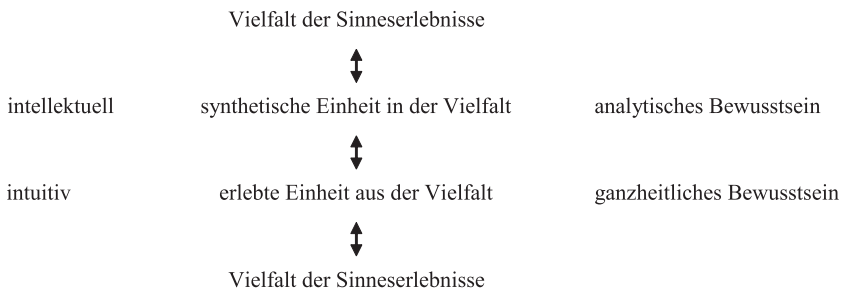 Vielfalt der Sinneserlebnisse
intellektuell synthetische Einheit in der Vielfalt analytisches Bewusstsein
intuitiv erlebte Einheit aus der Vielfalt ganzheitliches Bewusstsein
Vielfalt der Sinneserlebnisse